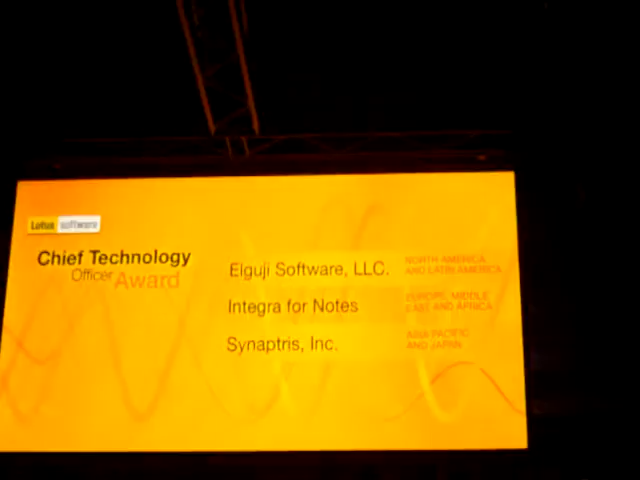 Lotus software
Chief Technology
Officer Award
Elguji Software, LLC.
NORTH AMERICA
AND LATIN AMERICA
Integra for Notes
EUROPE, MIDDLE
EAST AND AFRICA
Synaptris, Inc.
ASIA PACIFIC
AND JAPAN